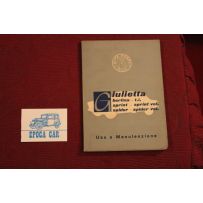 Giulietta
berlina - t.i.
sprint - sprint vel.
spider - spider vel.
Uso e Manutenzione
EPOCA CAR